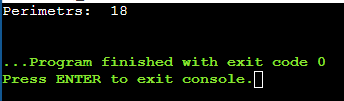 Perimetrs:  18
...Program finished with exit code 0
Press ENTER to exit console.